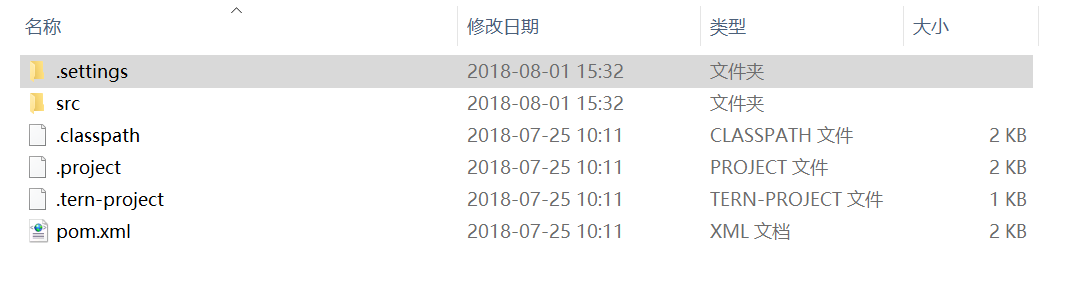 名称 修改日期 类型 大小
.settings 2018-08-01 15:32 文件夹
src 2018-08-01 15:32 文件夹
.classpath 2018-07-25 10:11 CLASSPATH 文件 2 KB
.project 2018-07-25 10:11 PROJECT 文件 2 KB
.tern-project 2018-07-25 10:11 TERN-PROJECT 文件 1 KB
pom.xml 2018-07-25 10:11 XML 文档 2 KB